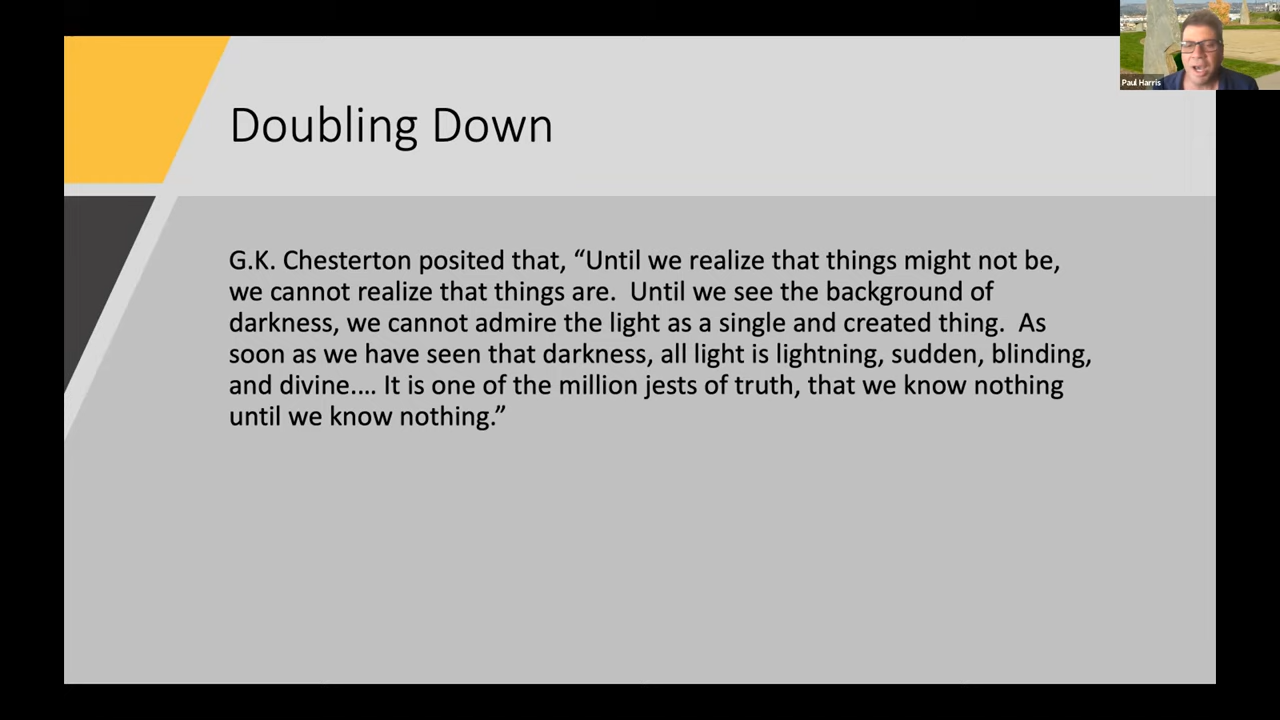 Doubling Down
G.K. Chesterton posited that, “Until we realize that things might not be,
we cannot realize that things are.  Until we see the background of
darkness, we cannot admire the light as a single and created thing.  As
soon as we have seen that darkness, all light is lightning, sudden, blinding,
and divine.… It is one of the million jests of truth, that we know nothing
until we know nothing.”
Paul Harris